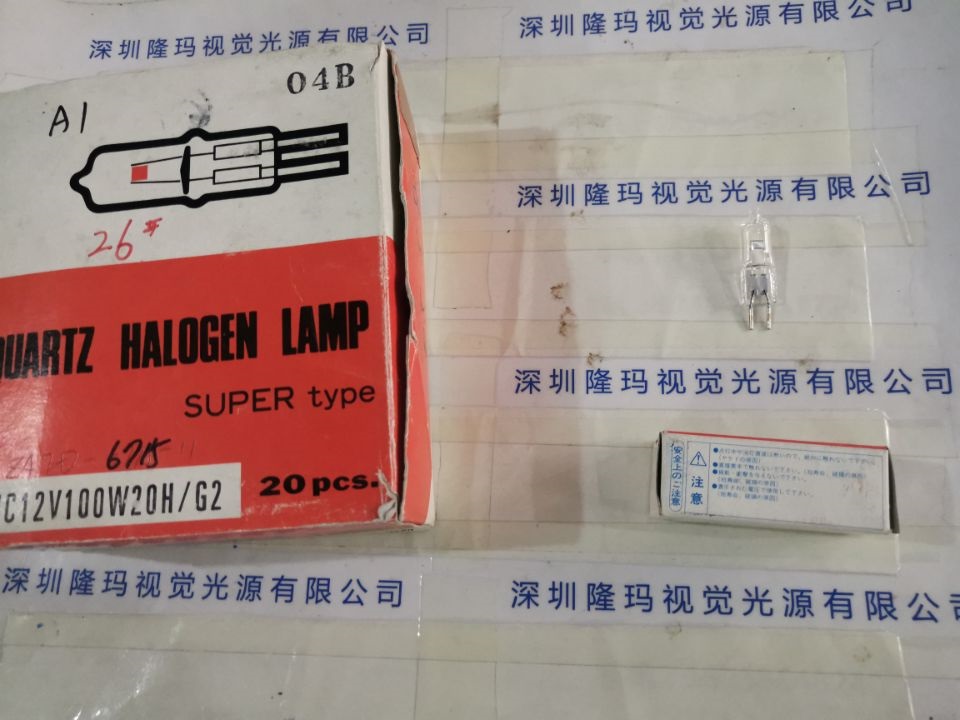 深圳隆玛视觉光源有限公司
深圳隆玛视觉光源有限公司
04B
A1
26#
深圳隆玛视觉光源有限公司
QUARTZ HALOGEN LAMP
SUPER type
深圳隆玛视觉光源有限公司
6715
20 pcs.
C12V100W20H/G2
安全上のご注意
注意
深圳隆玛视觉光源有限公司
深圳隆玛视觉光源有限公司